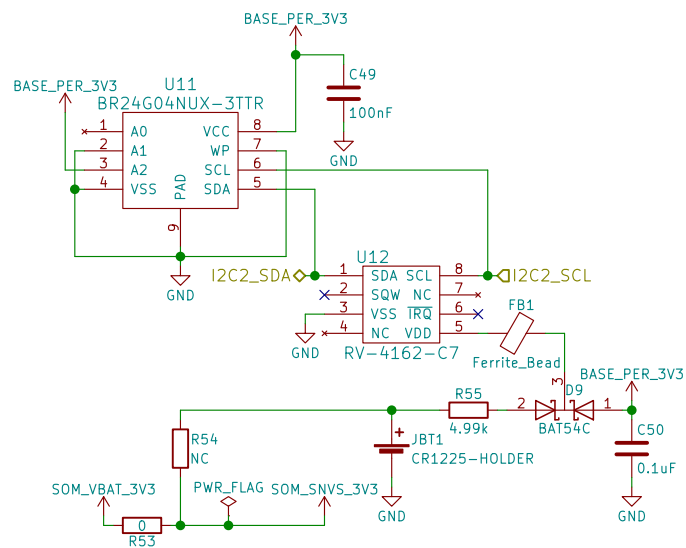 BASE_PER_3V3
BASE_PER_3V3
U11
BR24G04NUX-3TTR
C49
100nF
GND
1 A0 VCC 8
2 A1 WP 7
3 A2 SCL 6
4 VSS SDA 5
PAD
9
GND
U12
I2C2_SDA 1 SDA SCL 8 I2C2_SCL
2 SQW NC 7
3 VSS IRQ 6
4 NC VDD 5
GND
RV-4162-C7
FB1
Ferrite_Bead
BASE_PER_3V3
3
D9
2
1
BAT54C
R55
4.99k
C50
0.1uF
GND
R54
NC
+
JBT1
CR1225-HOLDER
GND
SOM_VBAT_3V3
PWR_FLAG
SOM_SNVS_3V3
0
R53